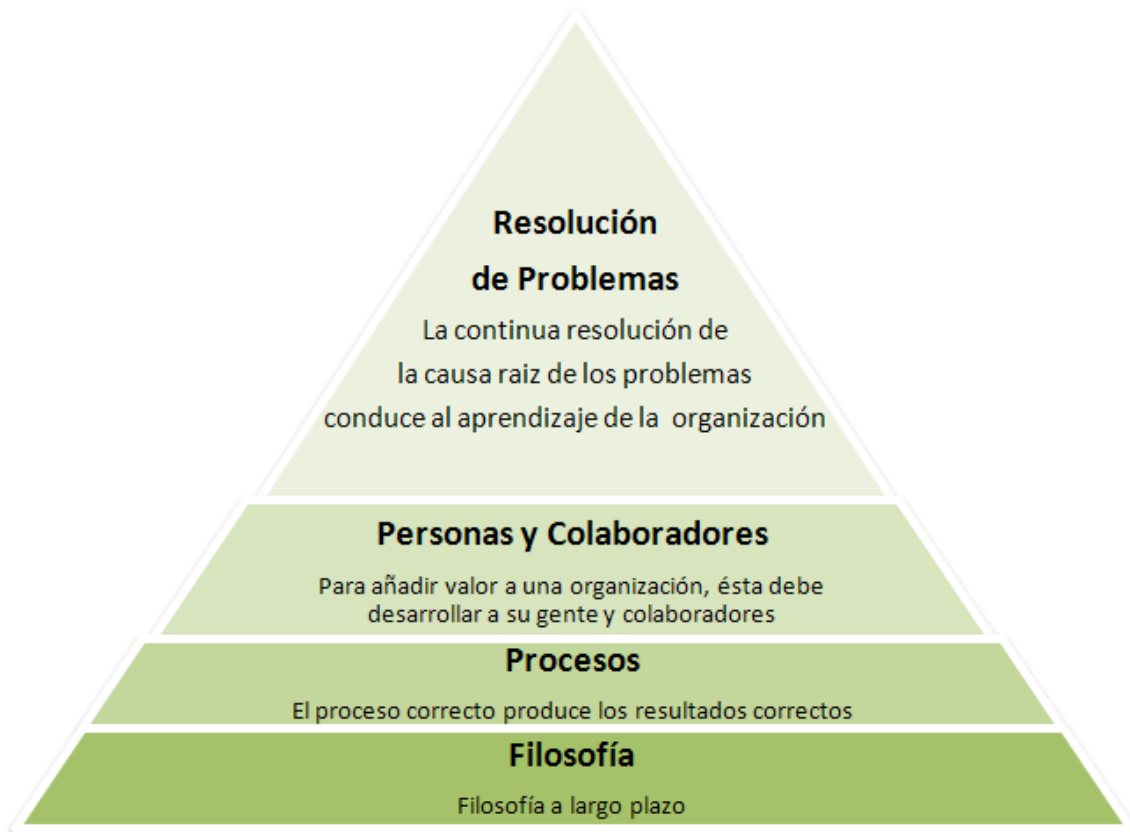 Resolución
de Problemas
La continua resolución de
la causa raiz de los problemas
conduce al aprendizaje de la organización
Personas y Colaboradores
Para añadir valor a una organización, ésta debe
desarrollar a su gente y colaboradores
Procesos
El proceso correcto produce los resultados correctos
Filosofía
Filosofía a largo plazo